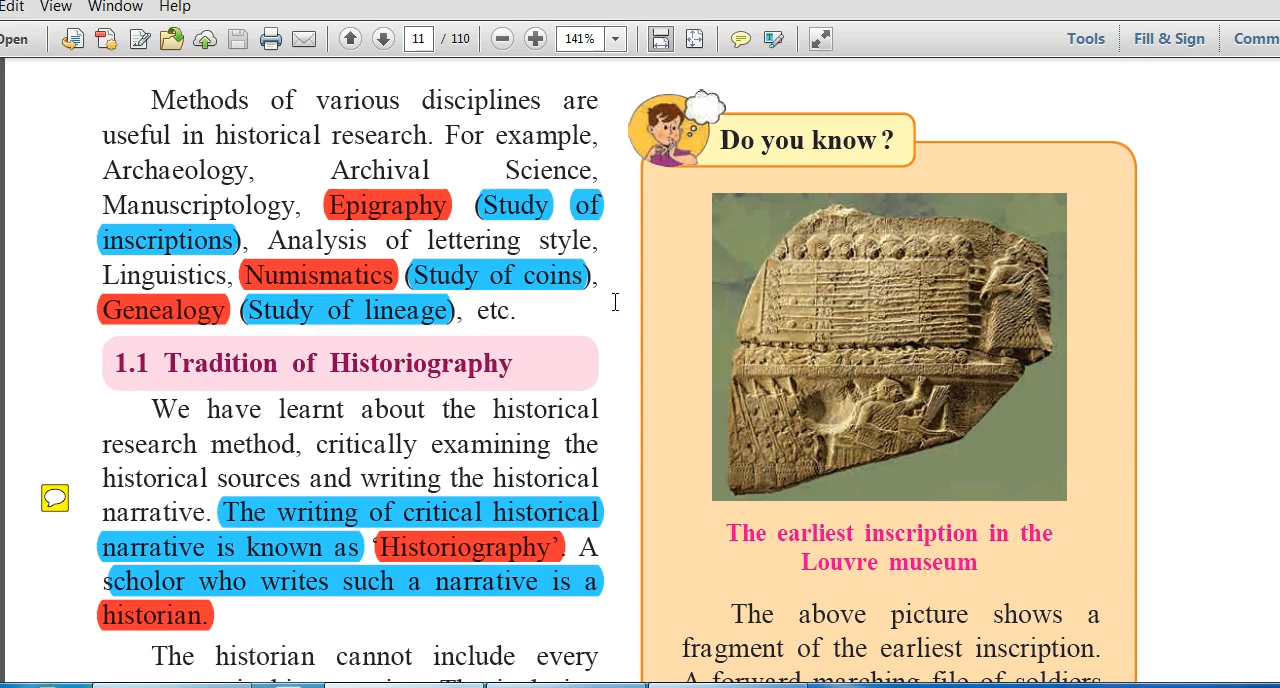 Edit View Window Help
Open 11 / 110 141% Tools Fill & Sign Comm
Methods of various disciplines are
useful in historical research. For example,
Archaeology, Archival Science,
Manuscriptology, Epigraphy (Study of
inscriptions), Analysis of lettering style,
Linguistics, Numismatics (Study of coins),
Genealogy (Study of lineage), etc.
1.1 Tradition of Historiography
We have learnt about the historical
research method, critically examining the
historical sources and writing the historical
narrative. The writing of critical historical
narrative is known as ‘Historiography’. A
scholor who writes such a narrative is a
historian.
The historian cannot include every
Do you know ?
The earliest inscription in the
Louvre museum
The above picture shows a
fragment of the earliest inscription.
A forward marching file of soldiers